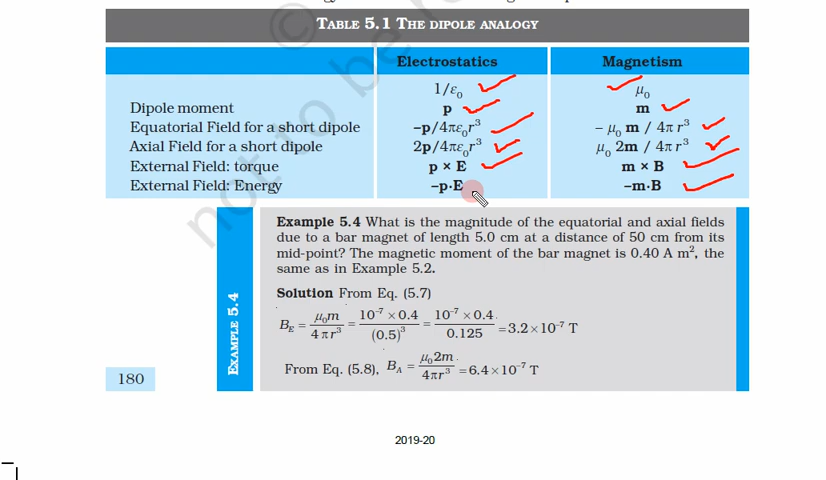 TABLE 5.1 THE DIPOLE ANALOGY
Electrostatics Magnetism
1/ε₀ μ₀
Dipole moment p m
Equatorial Field for a short dipole –p/4πε₀r³ – μ₀ m / 4π r³
Axial Field for a short dipole 2p/4πε₀r³ μ₀ 2m / 4π r³
External Field: torque p × E m × B
External Field: Energy –p·E –m·B
Example 5.4 What is the magnitude of the equatorial and axial fields
due to a bar magnet of length 5.0 cm at a distance of 50 cm from its
mid-point? The magnetic moment of the bar magnet is 0.40 A m², the
same as in Example 5.2.
Solution From Eq. (5.7)
B_E = μ₀m / 4πr³ = 10⁻⁷ × 0.4 / (0.5)³ = 10⁻⁷ × 0.4 / 0.125 = 3.2 × 10⁻⁷ T
From Eq. (5.8), B_A = μ₀2m / 4πr³ = 6.4 × 10⁻⁷ T
EXAMPLE 5.4
180
2019-20
© not to be re